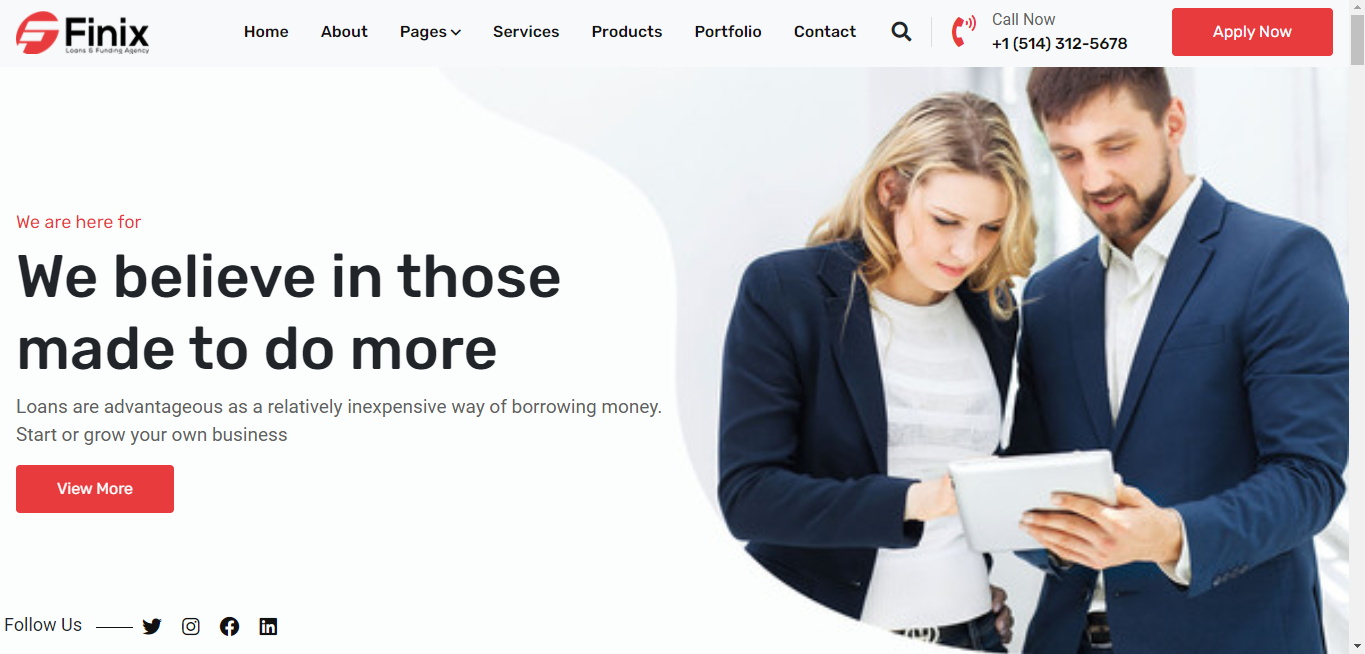 Finix
Loans & Funding Agency
Home
About
Pages
Services
Products
Portfolio
Contact
Call Now
+1 (514) 312-5678
Apply Now
We are here for
We believe in those
made to do more
Loans are advantageous as a relatively inexpensive way of borrowing money.
Start or grow your own business
View More
Follow Us